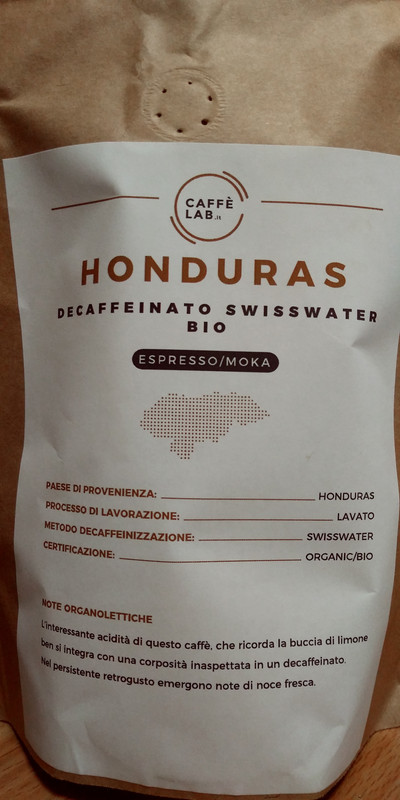 CAFFÈ
LAB.it
HONDURAS
DECAFFEINATO SWISSWATER
BIO
ESPRESSO/MOKA
PAESE DI PROVENIENZA: HONDURAS
PROCESSO DI LAVORAZIONE: LAVATO
METODO DECAFFEINIZZAZIONE: SWISSWATER
CERTIFICAZIONE: ORGANIC/BIO
NOTE ORGANOLETTICHE
L'interessante acidità di questo caffè, che ricorda la buccia di limone
ben si integra con una corposità inaspettata in un decaffeinato.
Nel persistente retrogusto emergono note di noce fresca.